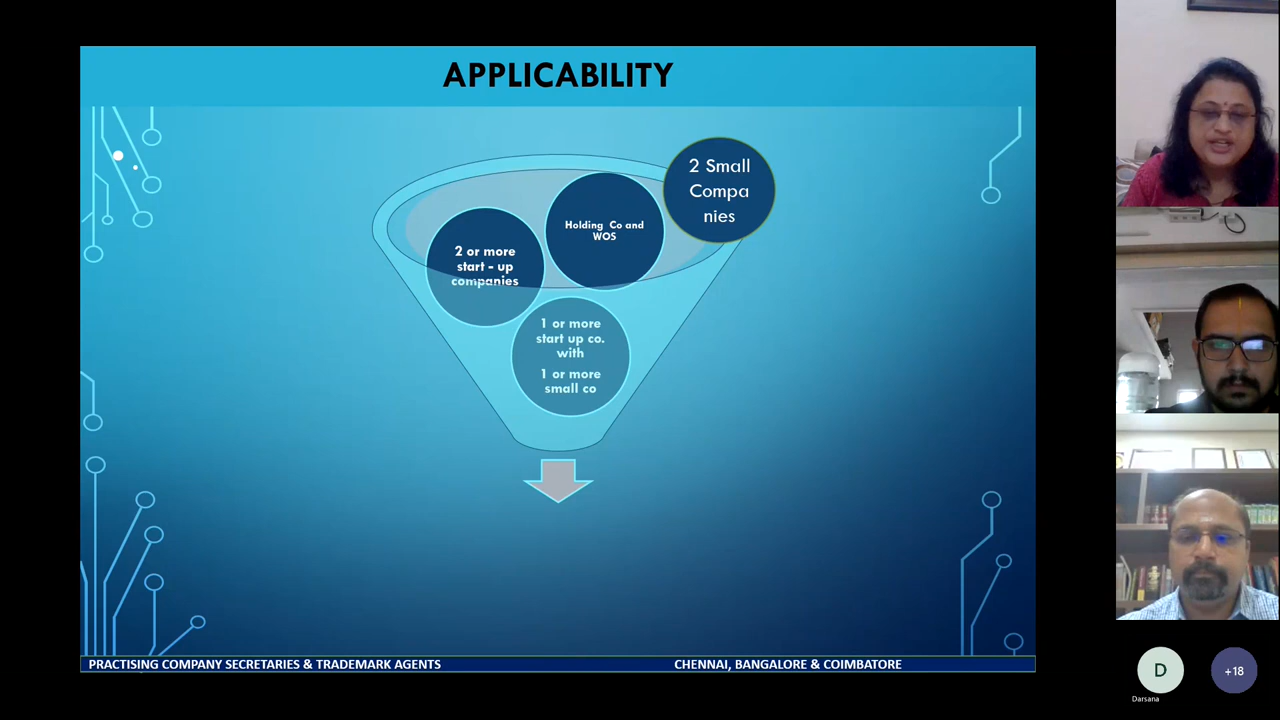 APPLICABILITY
2 Small
Compa
nies
Holding Co and
WOS
2 or more
start - up
companies
1 or more
start up co.
with
1 or more
small co
PRACTISING COMPANY SECRETARIES & TRADEMARK AGENTS
CHENNAI, BANGALORE & COIMBATORE
D
Darsana
+18